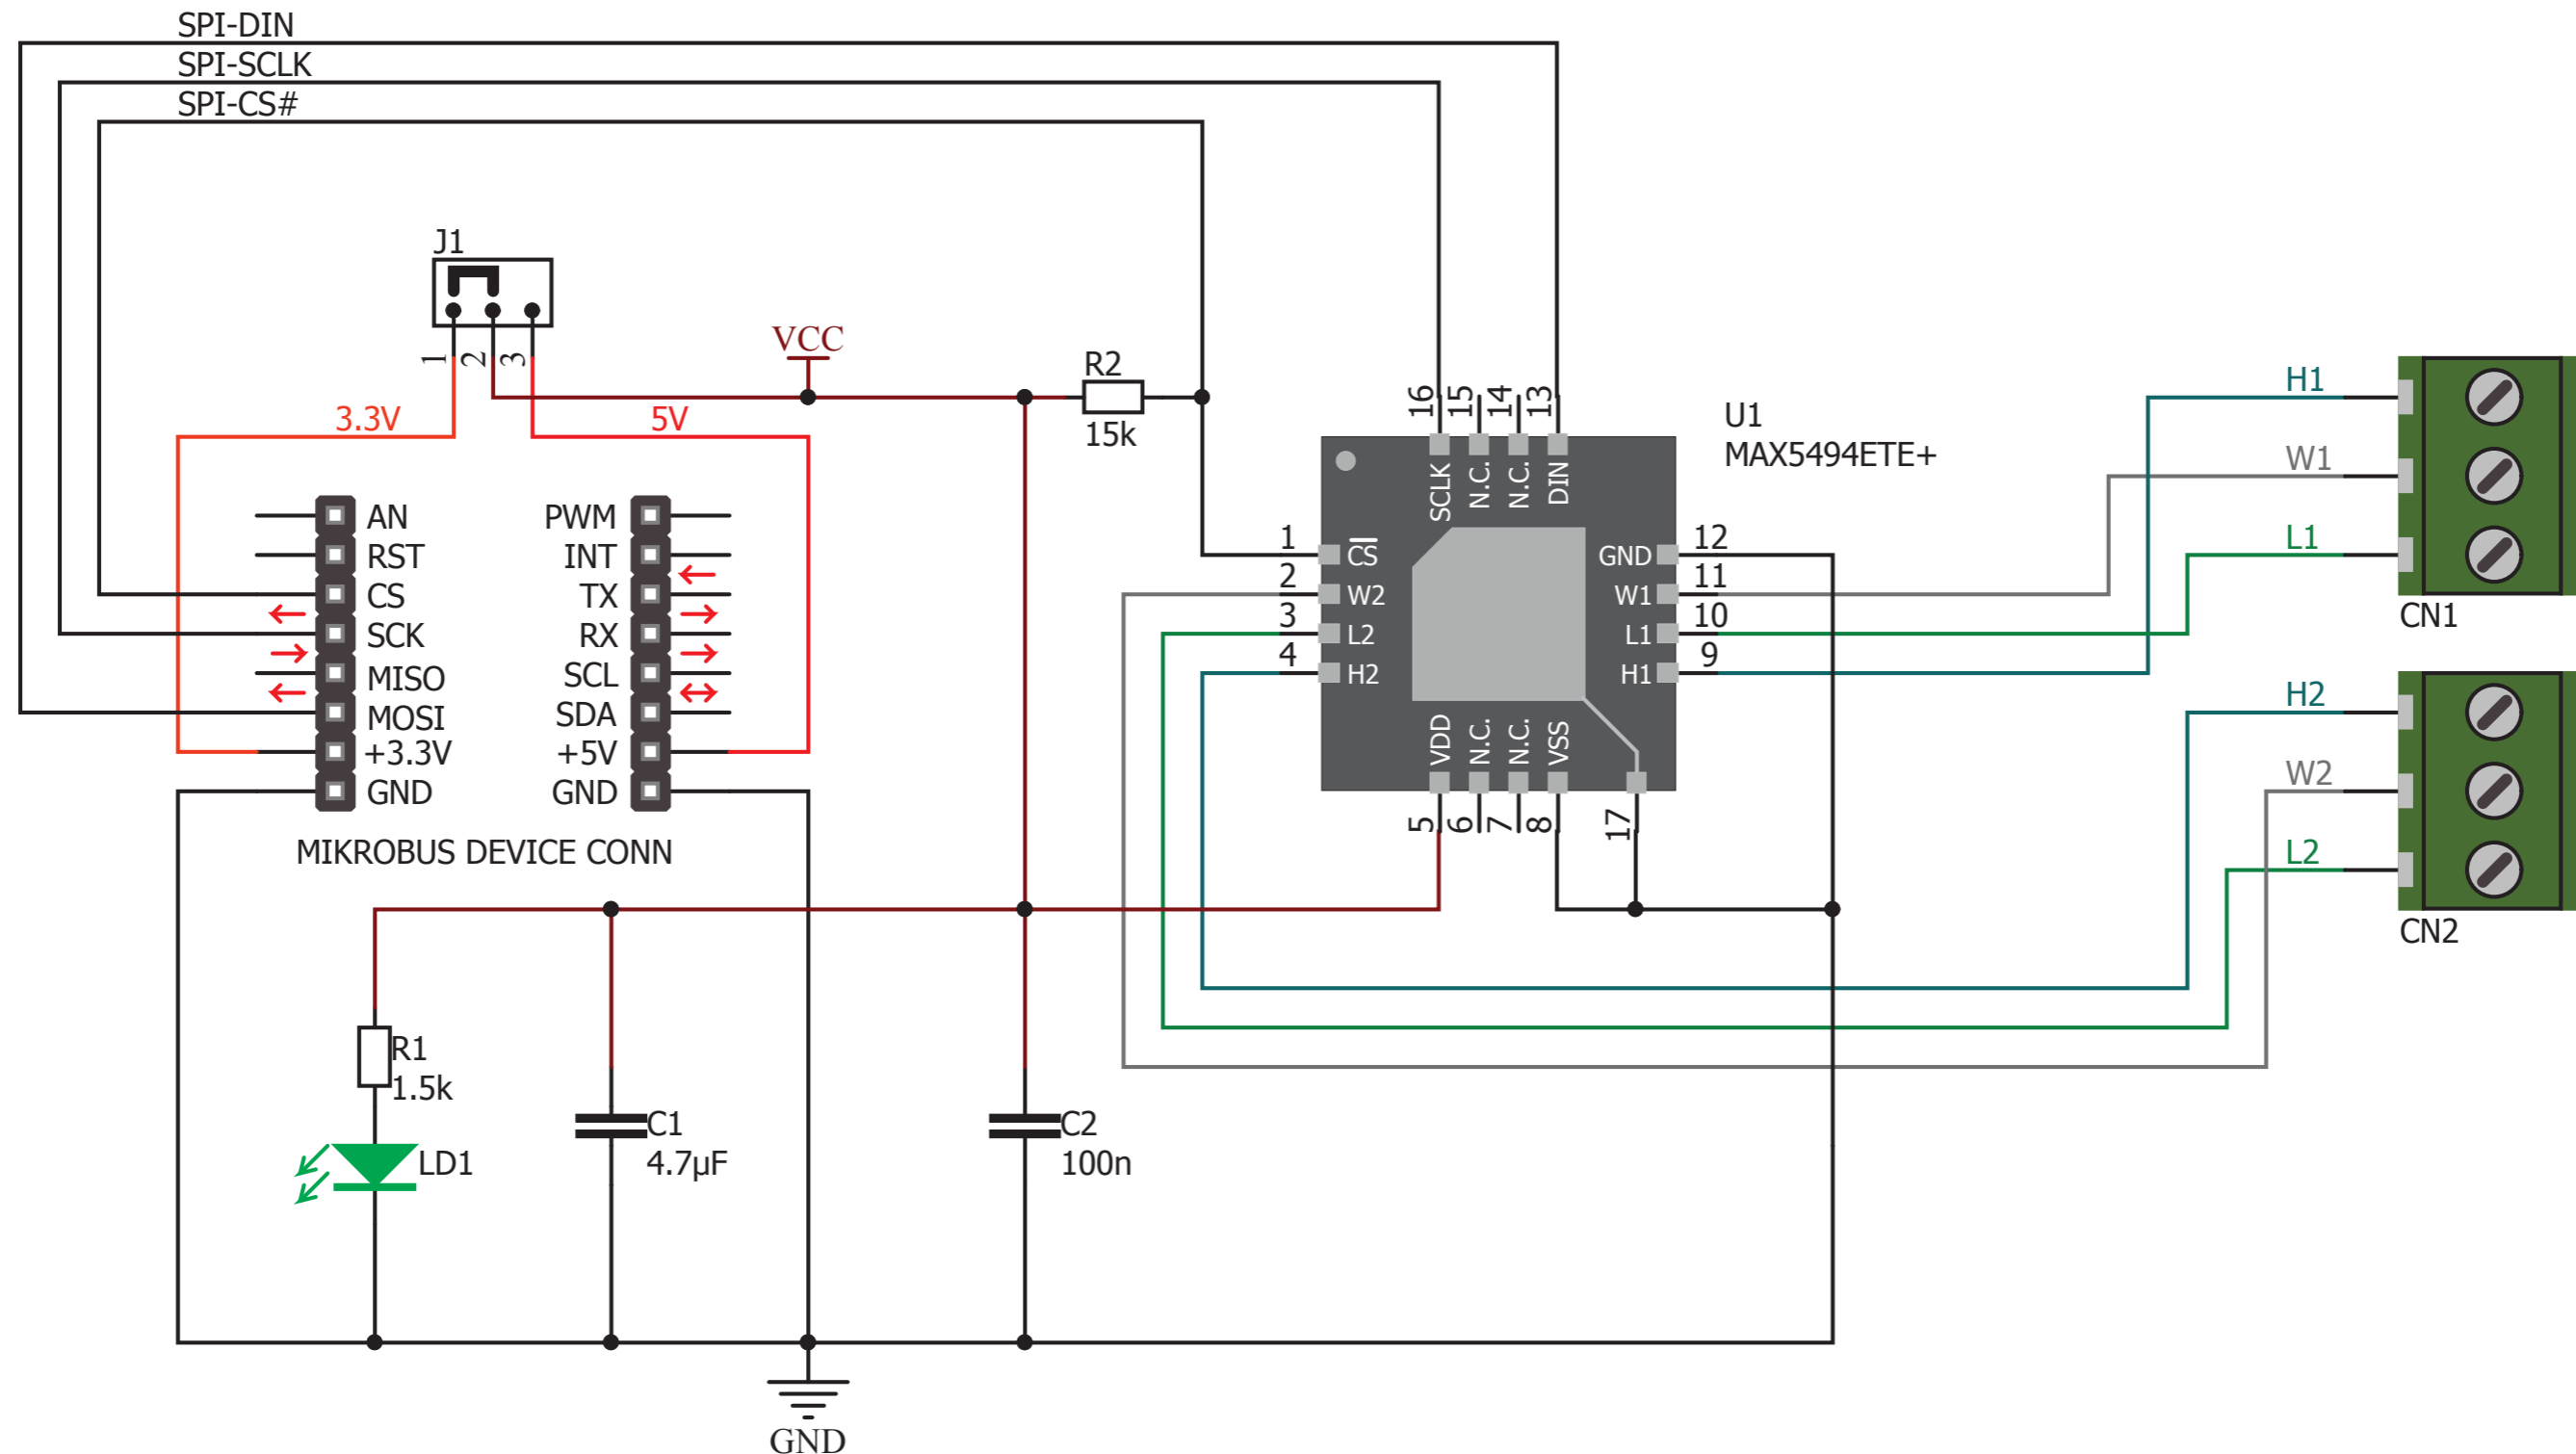 SPI-DIN
SPI-SCLK
SPI-CS#
J1
1 2 3
3.3V
5V
VCC
R2
15k
AN
RST
CS
SCK
MISO
MOSI
+3.3V
GND
PWM
INT
TX
RX
SCL
SDA
+5V
GND
MIKROBUS DEVICE CONN
U1
MAX5494ETE+
16 15 14 13
SCLK N.C. N.C. DIN
1 CS
2 W2
3 L2
4 H2
GND 12
W1 11
L1 10
H1 9
VDD N.C. N.C. VSS
5 6 7 8 17
H1
W1
L1
CN1
H2
W2
L2
CN2
R1
1.5k
LD1
C1
4.7µF
C2
100n
GND